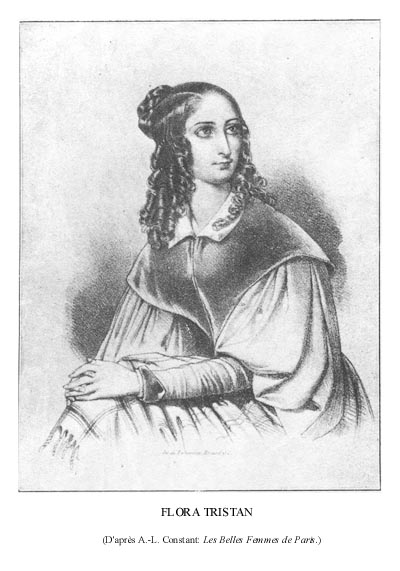 FLORA TRISTAN
(D'après A.-L. Constant: Les Belles Femmes de Paris.)